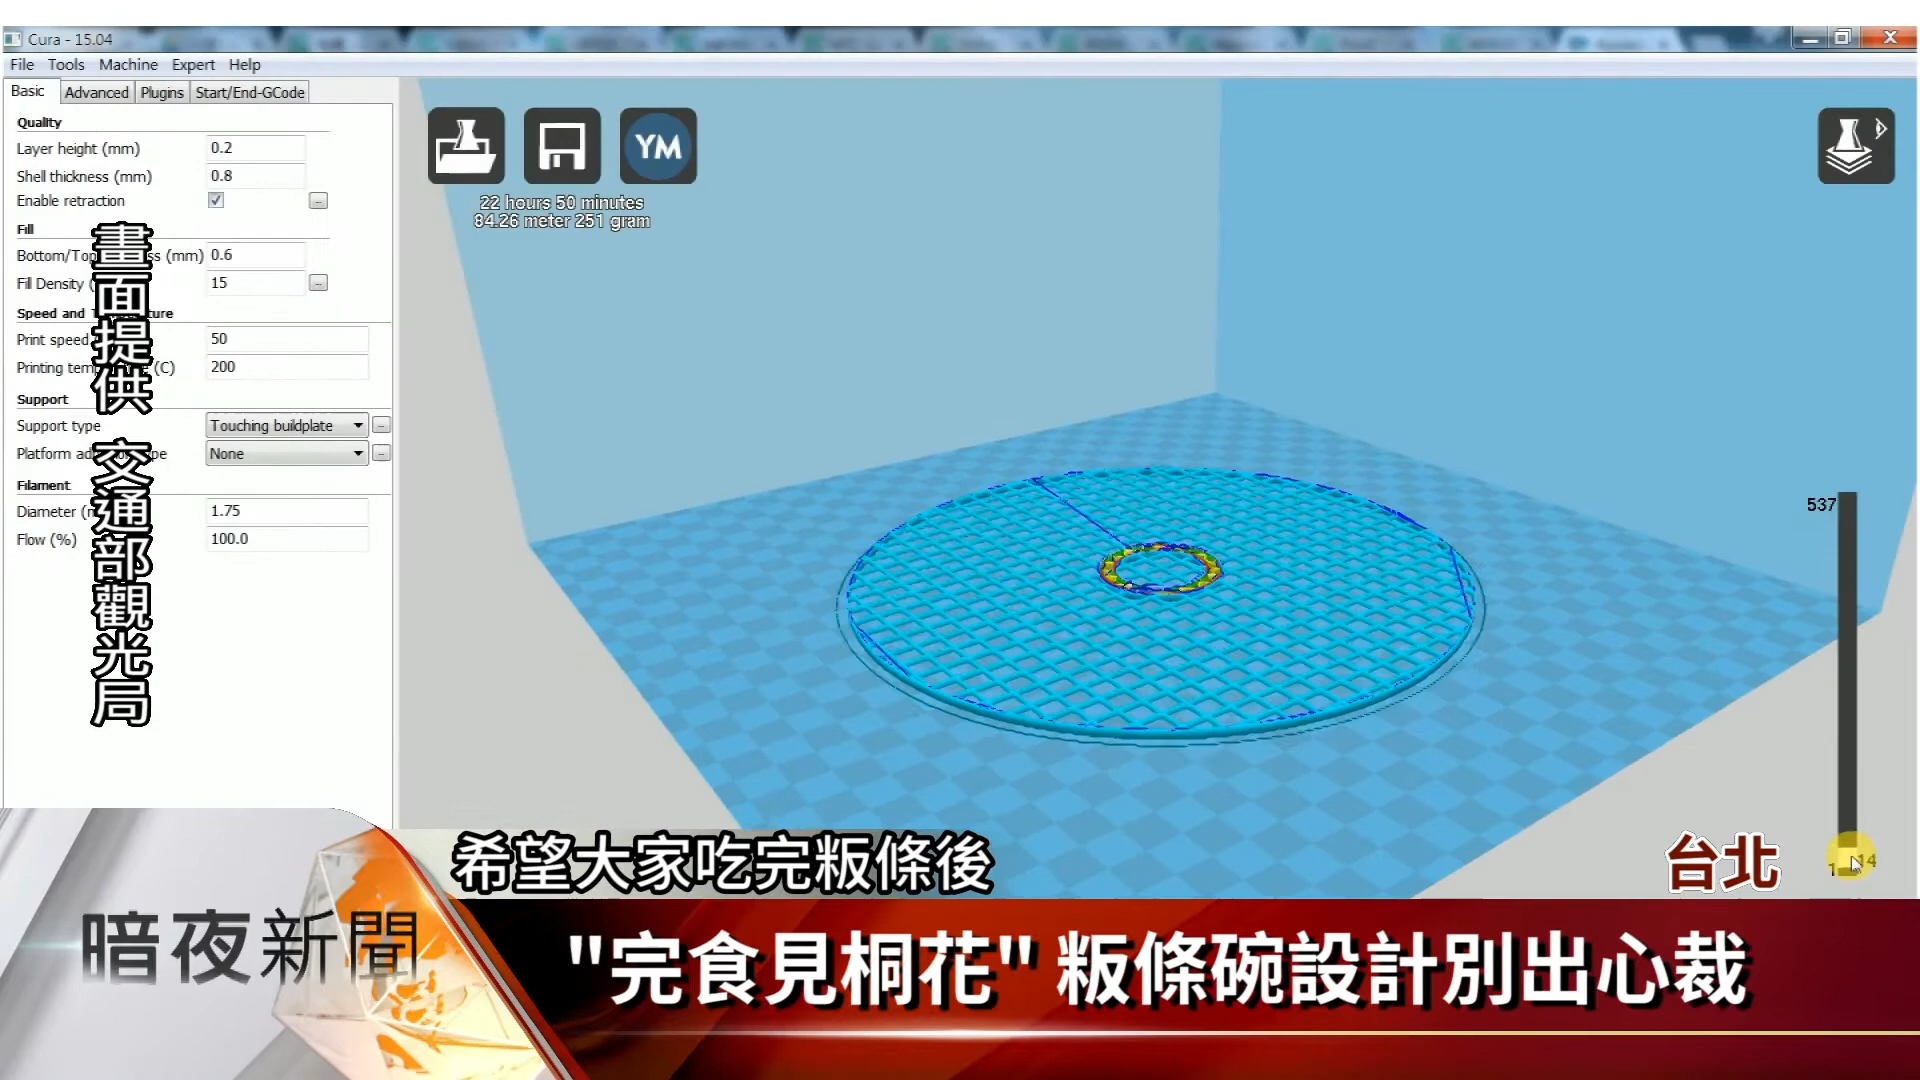 Cura - 15.04
File Tools Machine Expert Help
Basic Advanced Plugins Start/End-GCode
Quality
Layer height (mm) 0.2
Shell thickness (mm) 0.8
Enable retraction
Fill
Bottom/Top ss (mm) 0.6
Fill Density ( 15
Speed and T ture
Print speed 50
Printing tem (C) 200
Support
Support type Touching buildplate
Platform ad pe None
Filament
Diameter ( 1.75
Flow (%) 100.0
YM
22 hours 50 minutes
84.26 meter 251 gram
537
14
畫面提供 交通部觀光局
希望大家吃完粄條後
台北
暗夜新聞
"完食見桐花" 粄條碗設計別出心裁